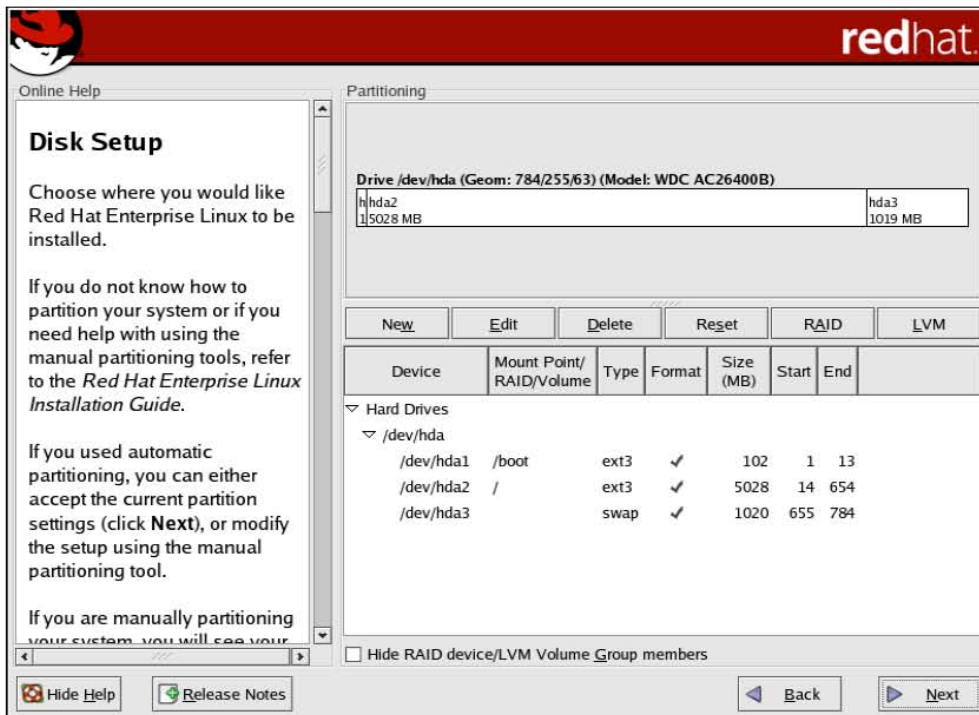 redhat.
Online Help
Disk Setup
Choose where you would like
Red Hat Enterprise Linux to be
installed.
If you do not know how to
partition your system or if you
need help with using the
manual partitioning tools, refer
to the Red Hat Enterprise Linux
Installation Guide.
If you used automatic
partitioning, you can either
accept the current partition
settings (click Next), or modify
the setup using the manual
partitioning tool.
If you are manually partitioning
your system, you will see your
Partitioning
Drive /dev/hda (Geom: 784/255/63) (Model: WDC AC26400B)
h hda2 hda3
1 5028 MB 1019 MB
New Edit Delete Reset RAID LVM
Device Mount Point/ RAID/Volume Type Format Size (MB) Start End
Hard Drives
/dev/hda
/dev/hda1 /boot ext3 ✓ 102 1 13
/dev/hda2 / ext3 ✓ 5028 14 654
/dev/hda3 swap ✓ 1020 655 784
Hide RAID device/LVM Volume Group members
Hide Help Release Notes Back Next